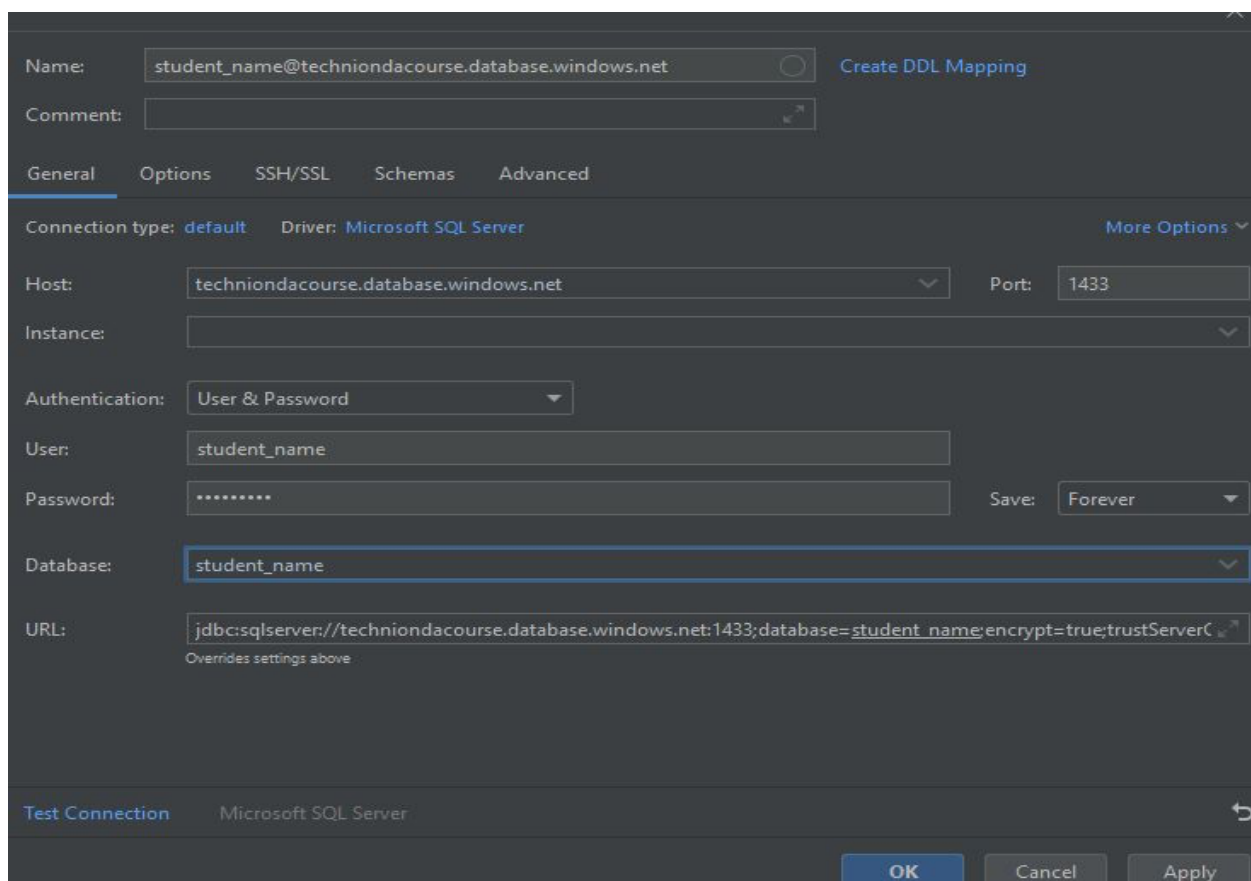 Name: student_name@techniondacourse.database.windows.net Create DDL Mapping
Comment:
General Options SSH/SSL Schemas Advanced
Connection type: default Driver: Microsoft SQL Server More Options
Host: techniondacourse.database.windows.net Port: 1433
Instance:
Authentication: User & Password
User: student_name
Password: ••••••••• Save: Forever
Database: student_name
URL: jdbc:sqlserver://techniondacourse.database.windows.net:1433;database=student_name;encrypt=true;trustServerC
Overrides settings above
Test Connection Microsoft SQL Server
OK Cancel Apply